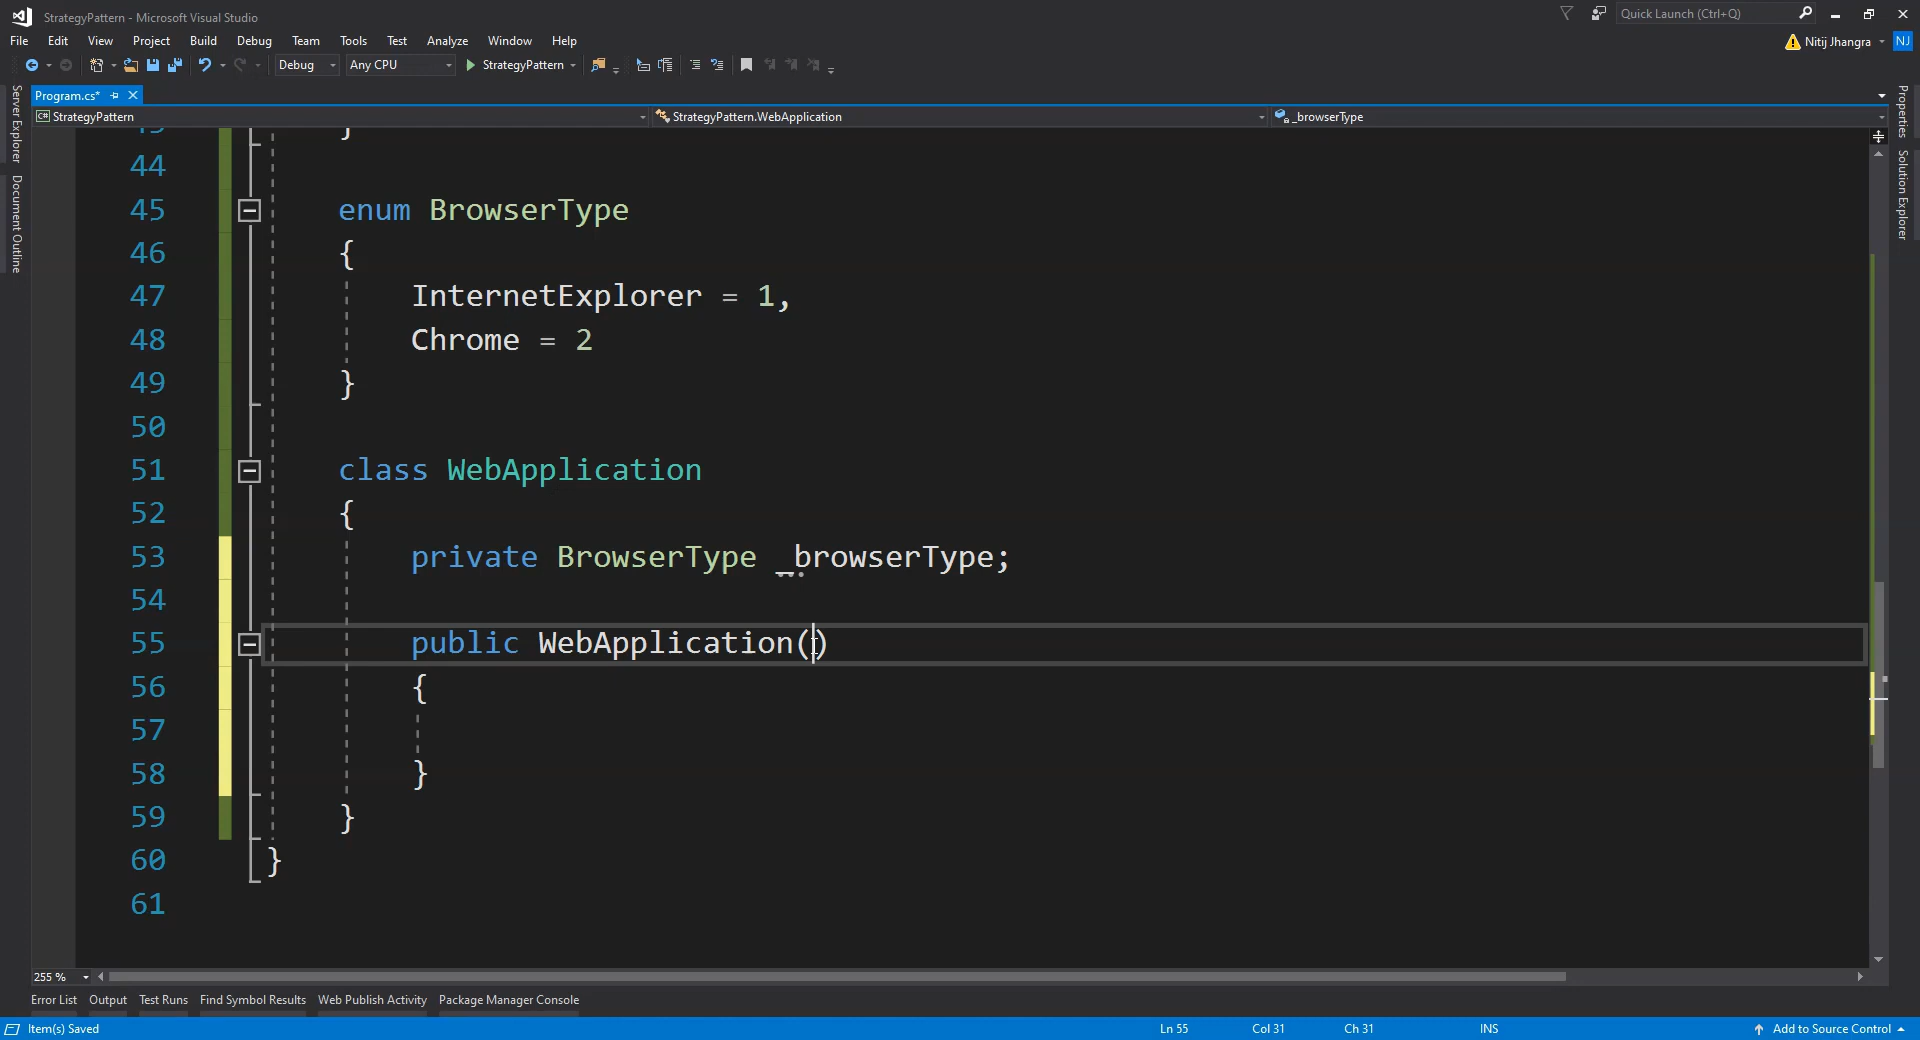 StrategyPattern - Microsoft Visual Studio
Quick Launch (Ctrl+Q)
File Edit View Project Build Debug Team Tools Test Analyze Window Help
Nitij Jhangra NJ
Debug Any CPU StrategyPattern
Program.cs*
C# StrategyPattern StrategyPattern.WebApplication _browserType
Server Explorer
Document Outline
Properties
Solution Explorer
43 }
44
45 enum BrowserType
46 {
47 InternetExplorer = 1,
48 Chrome = 2
49 }
50
51 class WebApplication
52 {
53 private BrowserType _browserType;
54
55 public WebApplication()
56 {
57
58 }
59 }
60 }
61
255 %
Error List Output Test Runs Find Symbol Results Web Publish Activity Package Manager Console
Item(s) Saved Ln 55 Col 31 Ch 31 INS Add to Source Control